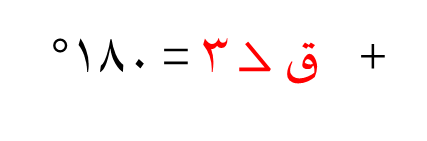 + ق ∠ ٣ = ١٨٠°